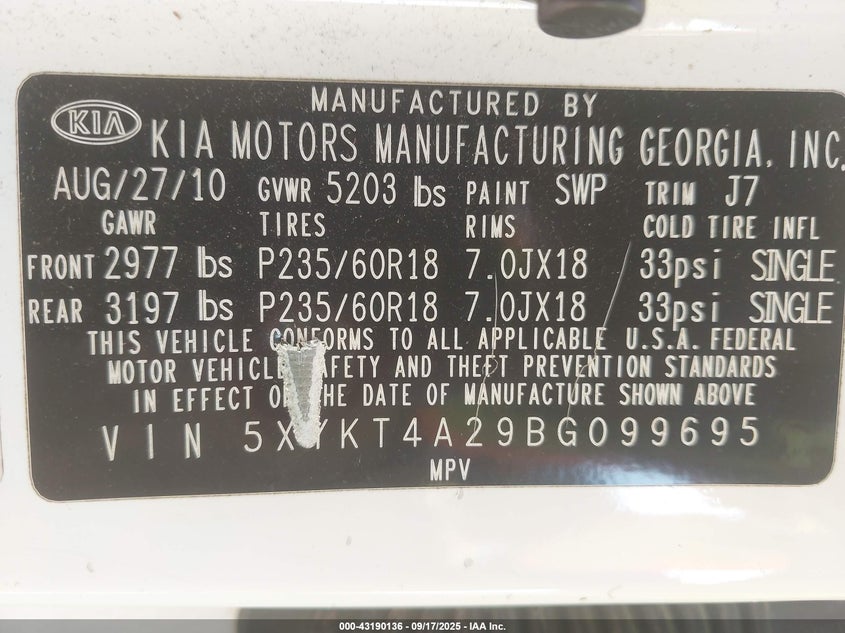 MANUFACTURED BY
KIA KIA MOTORS MANUFACTURING GEORGIA, INC.
AUG/27/10 GVWR 5203 lbs PAINT SWP TRIM J7
GAWR TIRES RIMS COLD TIRE INFL
FRONT 2977 lbs P235/60R18 7.0JX18 33psi SINGLE
REAR 3197 lbs P235/60R18 7.0JX18 33psi SINGLE
THIS VEHICLE CONFORMS TO ALL APPLICABLE U.S.A. FEDERAL
MOTOR VEHICLE SAFETY AND THEFT PREVENTION STANDARDS
IN EFFECT ON THE DATE OF MANUFACTURE SHOWN ABOVE
VIN 5XYKT4A29BG099695
MPV
000-43190136 - 09/17/2025 - IAA Inc.